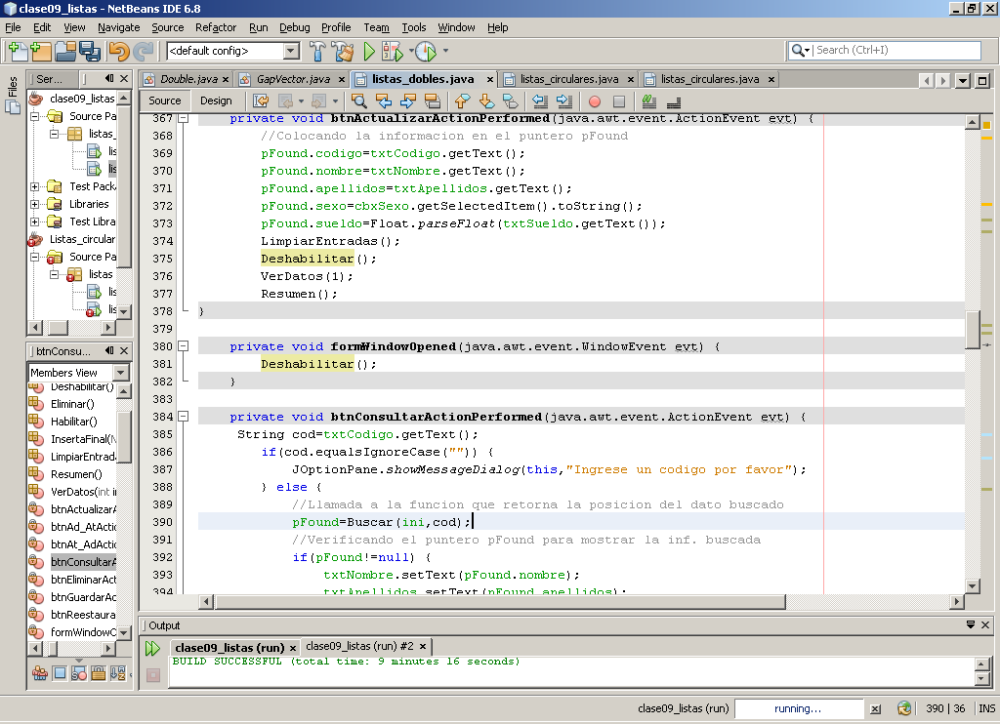 clase09_listas - NetBeans IDE 6.8
File Edit View Navigate Source Refactor Run Debug Profile Team Tools Window Help
<default config>
Search (Ctrl+I)
Files
Ser...
clase09_listas
Source Pa
listas_
lis
lis
Test Pack
Libraries
Test Libra
Listas_circular
Source Pa
listas
lis
lis
btnConsu...
Members View
Deshabilitar()
Eliminar()
Habilitar()
InsertaFinal(N
LimpiarEntrad
Resumen()
VerDatos(int i
btnActualizarA
btnAd_AtActio
btnAt_AdActio
btnConsultarA
btnEliminarAct
btnGuardarAc
btnReestaura
formWindowO
Double.java
GapVector.java
listas_dobles.java
listas_circulares.java
listas_circulares.java
Source Design
367 private void btnActualizarActionPerformed(java.awt.event.ActionEvent evt) {
368 //Colocando la informacion en el puntero pFound
369 pFound.codigo=txtCodigo.getText();
370 pFound.nombre=txtNombre.getText();
371 pFound.apellidos=txtApellidos.getText();
372 pFound.sexo=cbxSexo.getSelectedItem().toString();
373 pFound.sueldo=Float.parseFloat(txtSueldo.getText());
374 LimpiarEntradas();
375 Deshabilitar();
376 VerDatos(1);
377 Resumen();
378 }
379
380 private void formWindowOpened(java.awt.event.WindowEvent evt) {
381 Deshabilitar();
382 }
383
384 private void btnConsultarActionPerformed(java.awt.event.ActionEvent evt) {
385 String cod=txtCodigo.getText();
386 if(cod.equalsIgnoreCase("")) {
387 JOptionPane.showMessageDialog(this,"Ingrese un codigo por favor");
388 } else {
389 //Llamada a la funcion que retorna la posicion del dato buscado
390 pFound=Buscar(ini,cod);
391 //Verificando el puntero pFound para mostrar la inf. buscada
392 if(pFound!=null) {
393 txtNombre.setText(pFound.nombre);
394 txtApellidos.setText(pFound.apellidos);
Output
clase09_listas (run)
clase09_listas (run) #2
BUILD SUCCESSFUL (total time: 9 minutes 16 seconds)
clase09_listas (run) running... 390 | 36 INS